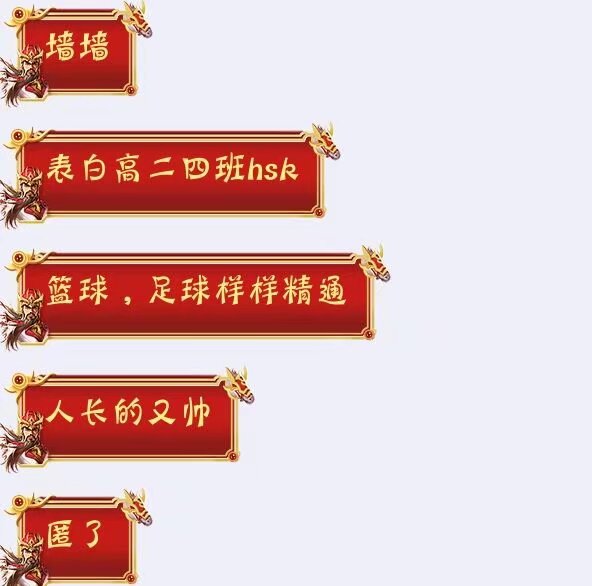 墙墙
表白高二四班hsk
篮球，足球样样精通
人长的又帅
匿了